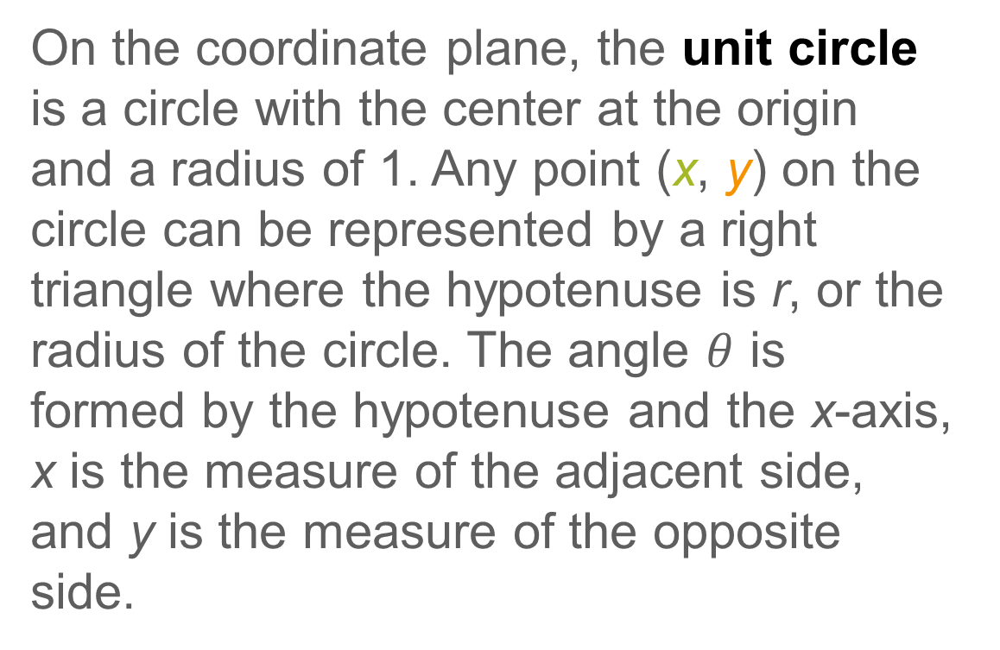 On the coordinate plane, the unit circle
is a circle with the center at the origin
and a radius of 1. Any point (x, y) on the
circle can be represented by a right
triangle where the hypotenuse is r, or the
radius of the circle. The angle θ is
formed by the hypotenuse and the x-axis,
x is the measure of the adjacent side,
and y is the measure of the opposite
side.